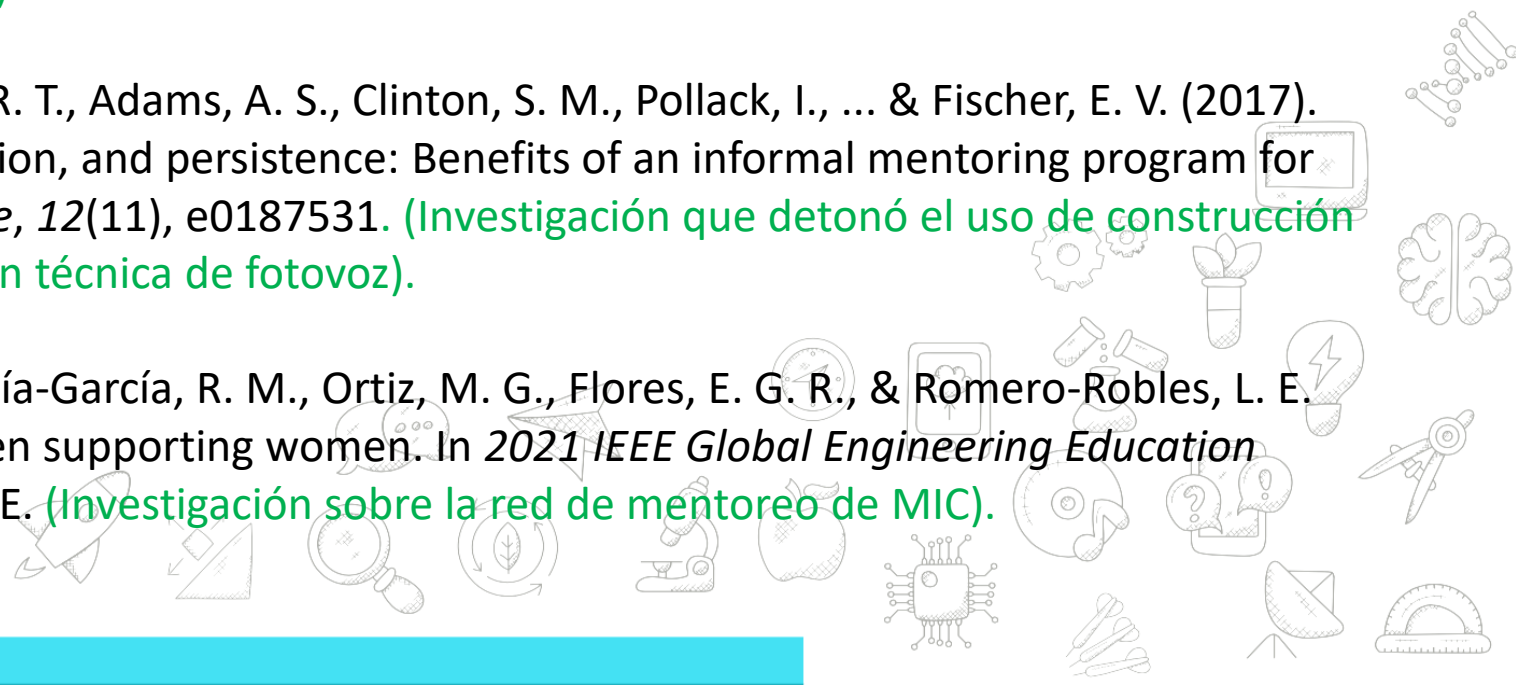 R. T., Adams, A. S., Clinton, S. M., Pollack, I., ... & Fischer, E. V. (2017).
ion, and persistence: Benefits of an informal mentoring program for
e, 12(11), e0187531. (Investigación que detonó el uso de construcción
n técnica de fotovoz).
ía-García, R. M., Ortiz, M. G., Flores, E. G. R., & Romero-Robles, L. E.
en supporting women. In 2021 IEEE Global Engineering Education
E. (Investigación sobre la red de mentoreo de MIC).